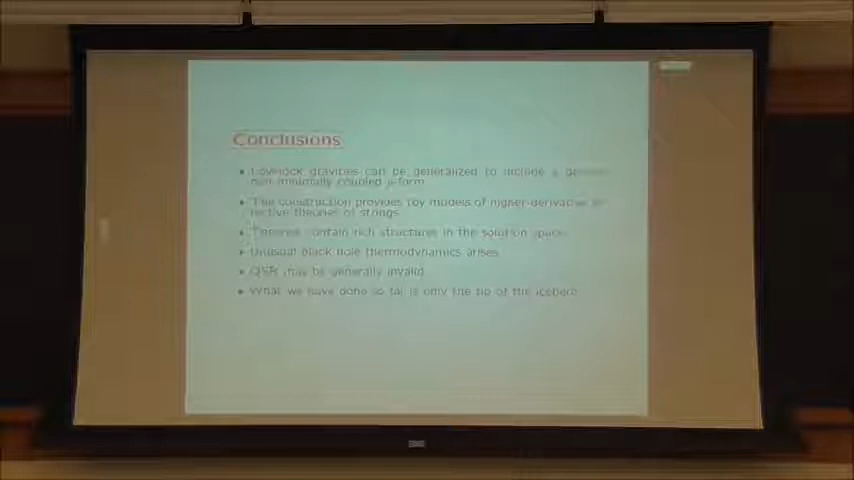 Conclusions
• Lovelock gravities can be generalized to include a
non-minimally coupled p-form.
• The construction provides toy models of higher-derivative ef-
fective theories of strings.
• Theories contain rich structures in the solution space.
• Unusual black hole thermodynamics arises.
• QSR may be generally invalid.
• What we have done so far is only the tip of the iceberg.